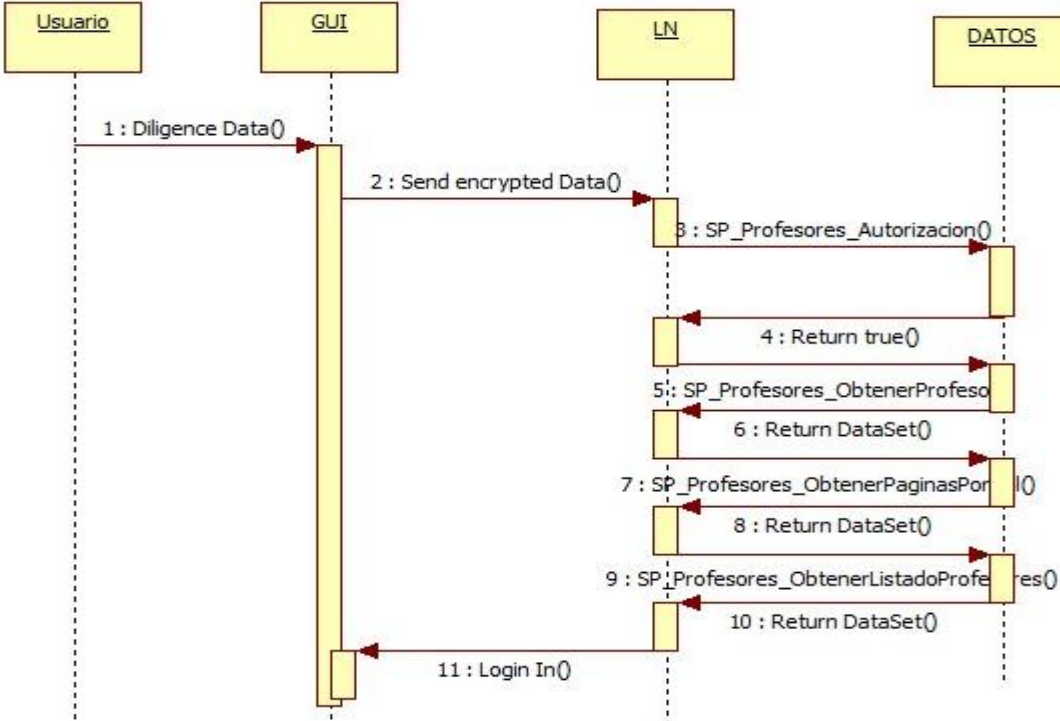 Usuario
GUI
LN
DATOS
1 : Diligence Data()
2 : Send encrypted Data()
3 : SP_Profesores_Autorizacion()
4 : Return true()
5 : SP_Profesores_ObtenerProfeso
6 : Return DataSet()
7 : SP_Profesores_ObtenerPaginasPor l()
8 : Return DataSet()
9 : SP_Profesores_ObtenerListadoProfe res()
10 : Return DataSet()
11 : Login In()